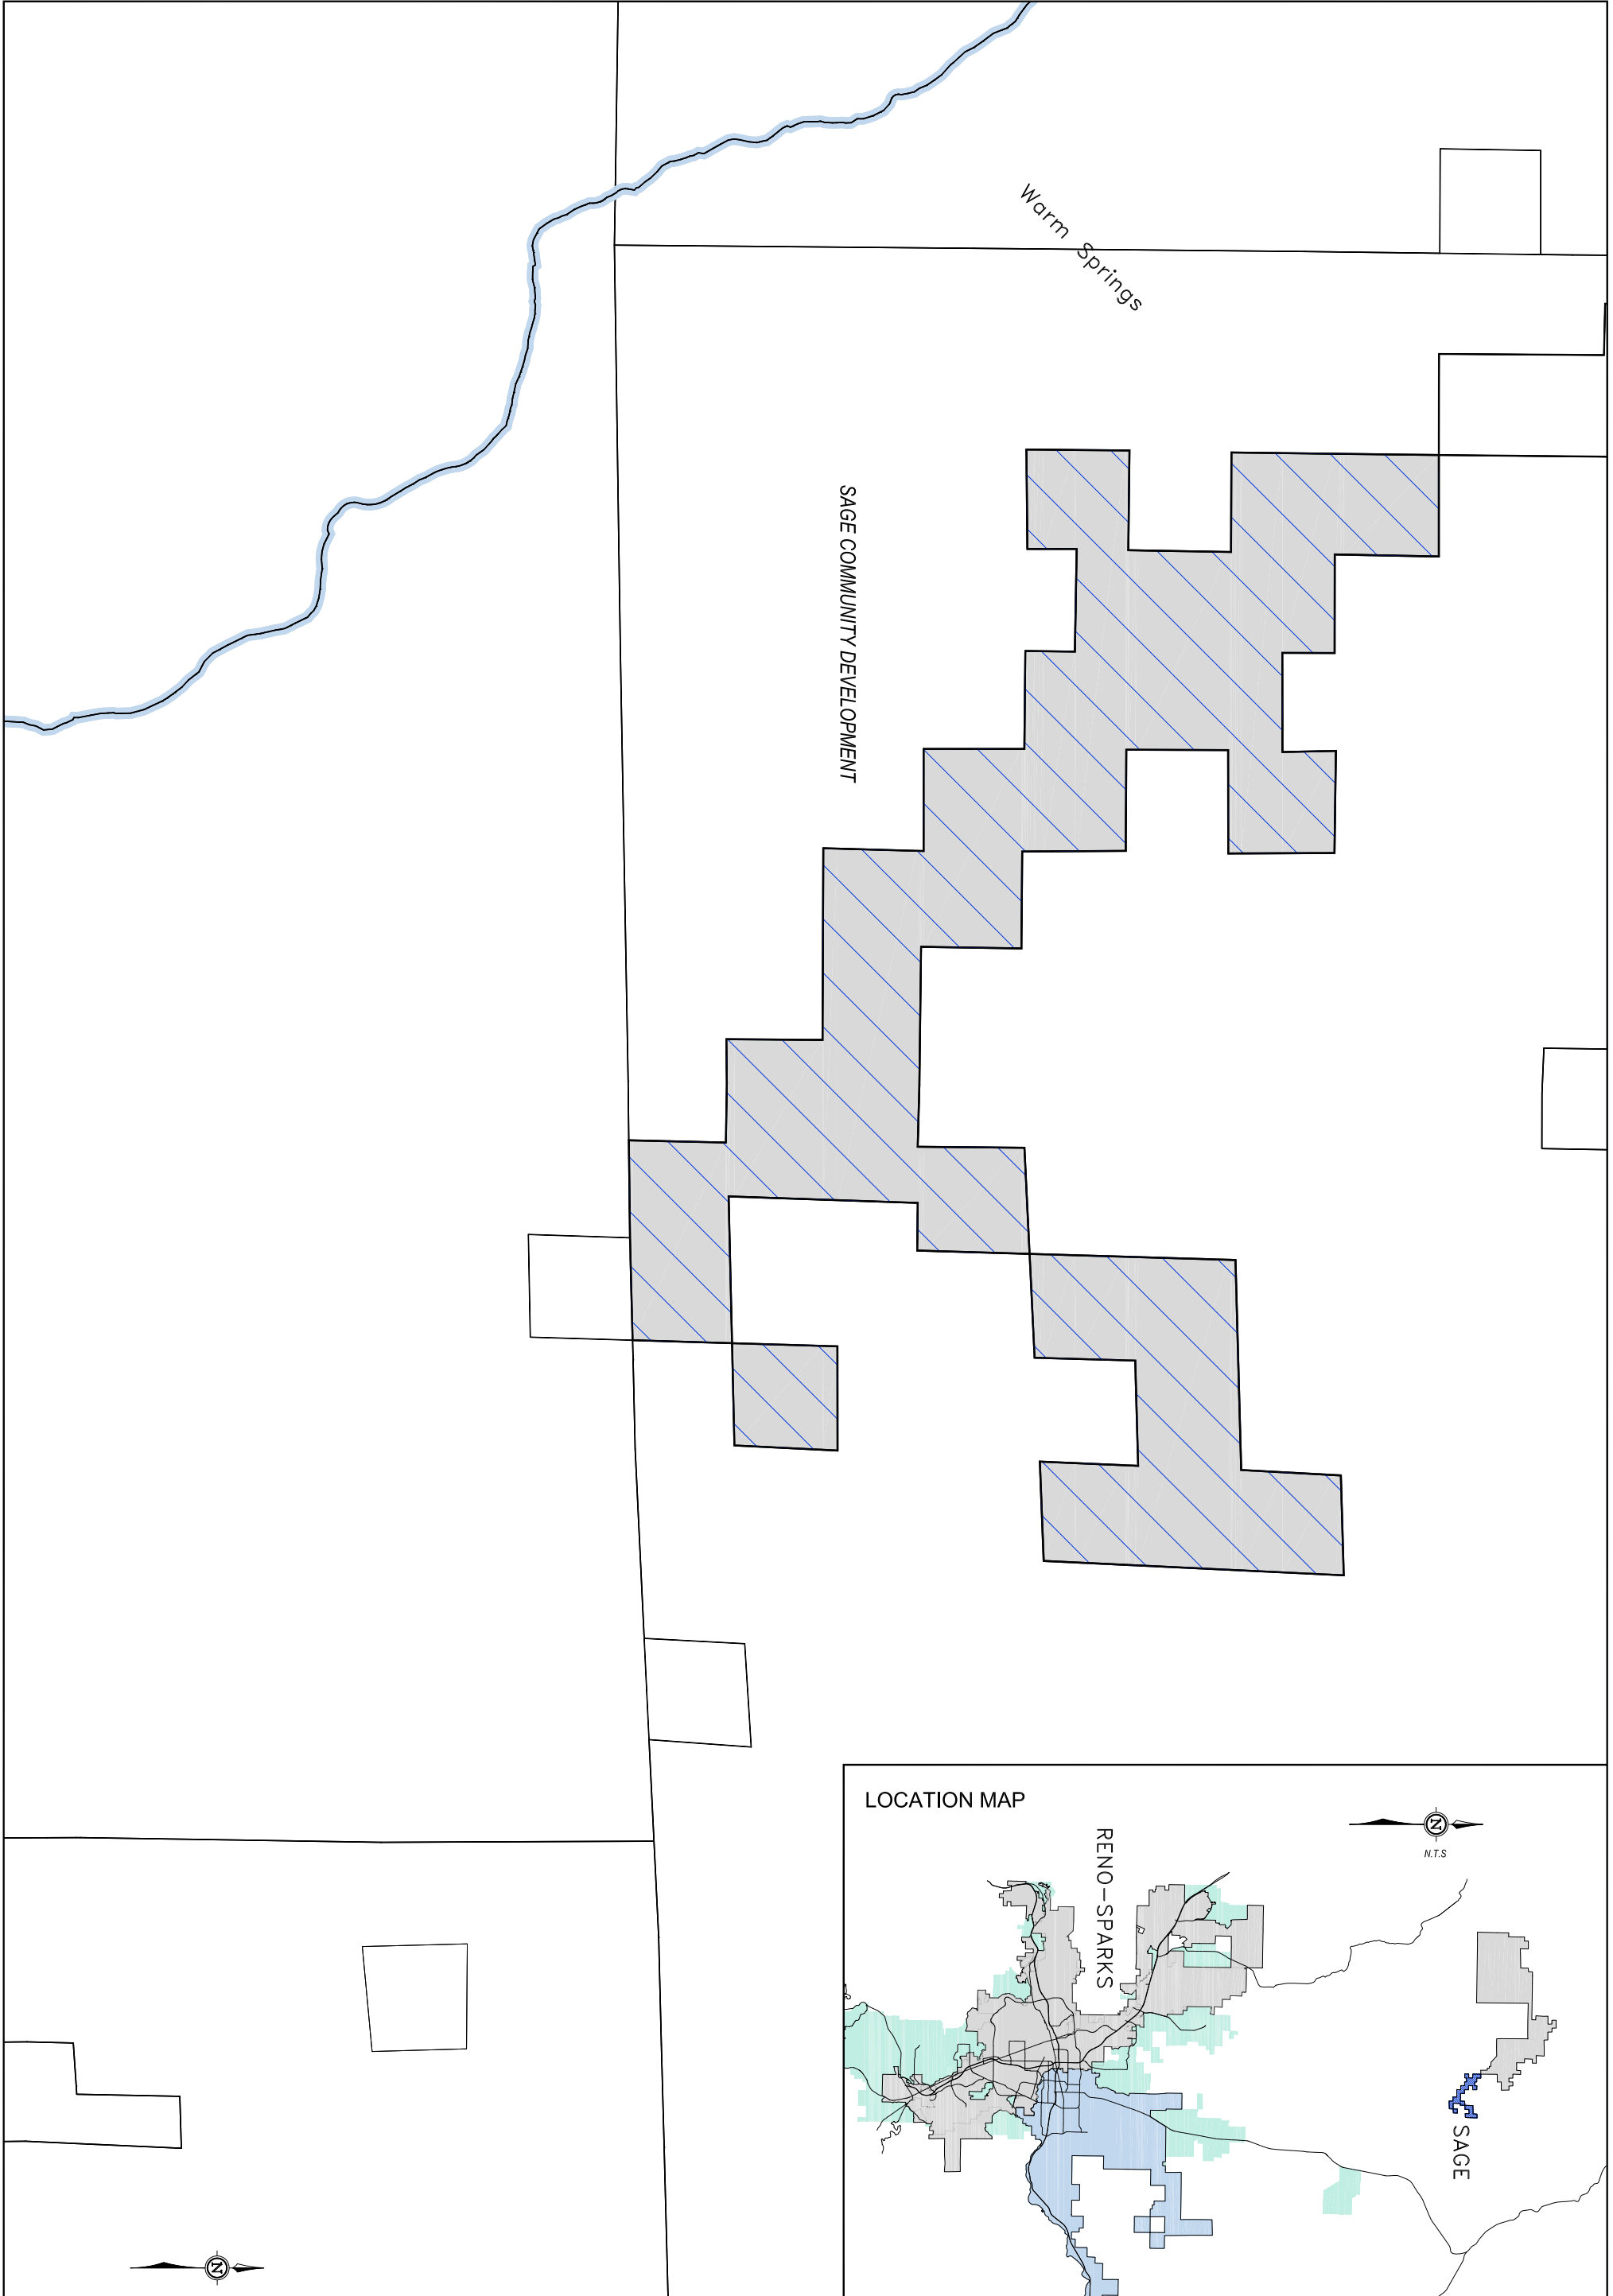 Warm Springs
SAGE COMMUNITY DEVELOPMENT
LOCATION MAP
N
N.T.S
RENO-SPARKS
SAGE
N